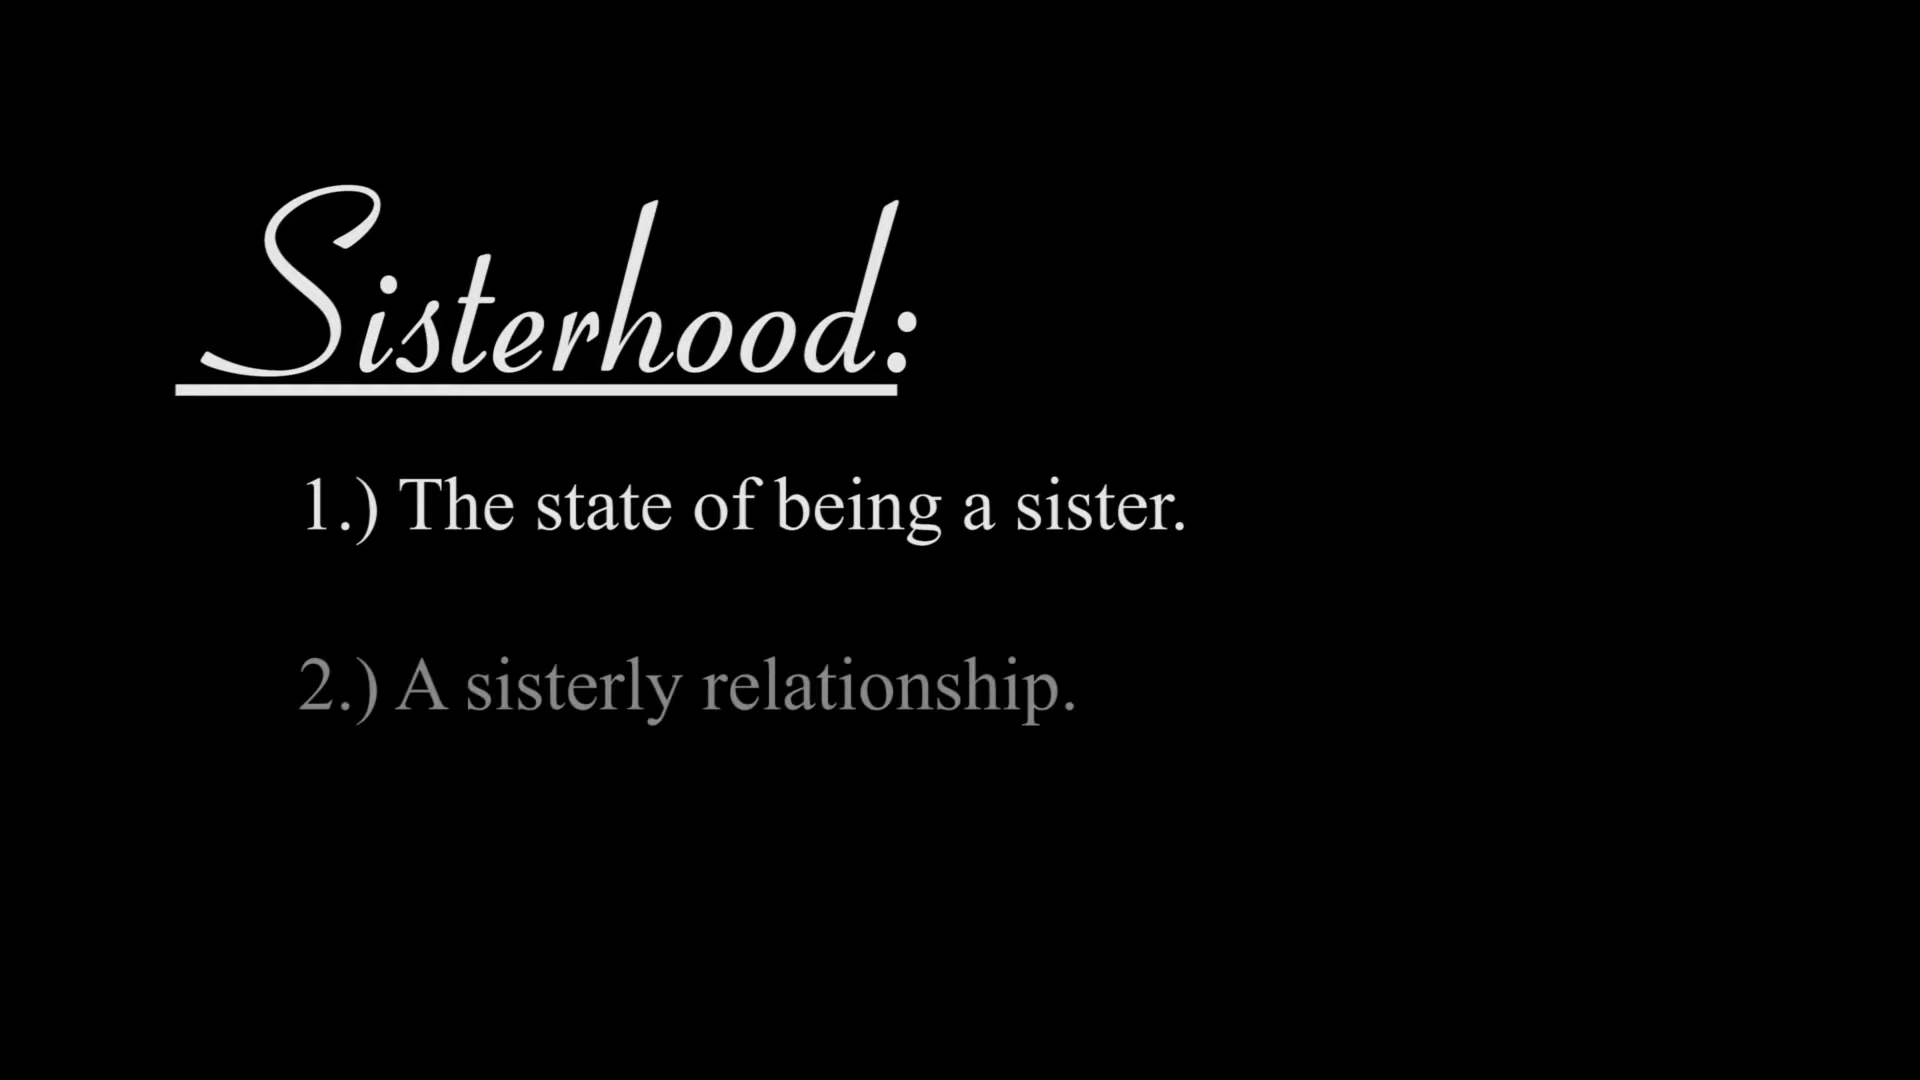 Sisterhood:
1.) The state of being a sister.
2.) A sisterly relationship.